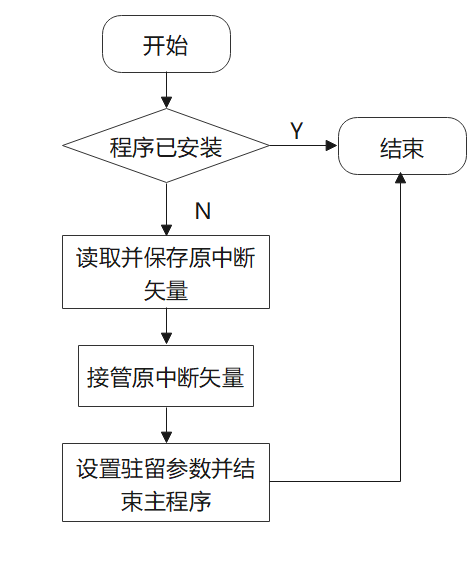 开始
程序已安装
Y
结束
N
读取并保存原中断
矢量
接管原中断矢量
设置驻留参数并结
束主程序